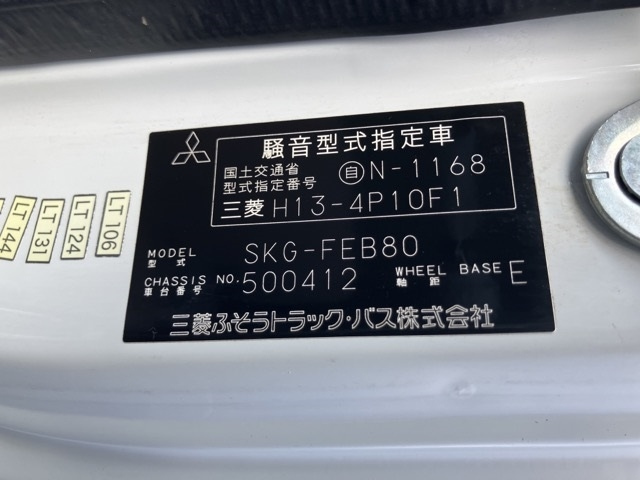 騒音型式指定車
国土交通省
型式指定番号 自N-1168
三菱 H13-4P10F1
MODEL
型式 SKG-FEB80
CHASSIS NO.
車台番号 500412
WHEEL BASE
軸距 E
三菱ふそうトラック・バス株式会社
LT 144
LT 131
LT 124
LT 106